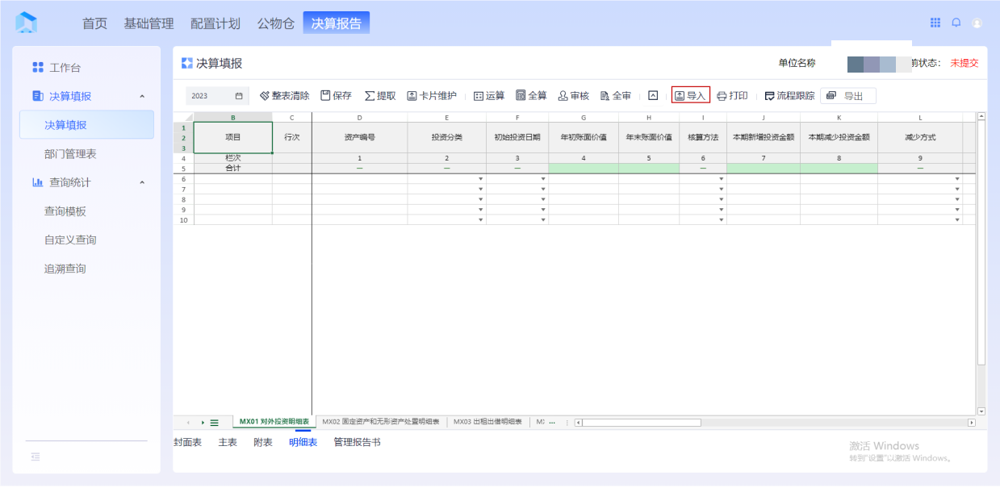 首页 基础管理 配置计划 公物仓 决算报告
工作台
决算填报
决算填报
部门管理表
查询统计
查询模板
自定义查询
追溯查询
决算填报 单位名称 前状态： 未提交
2023 整表清除 保存 提取 卡片维护 运算 全算 审核 全审 导入 打印 流程跟踪 导出
B C D E F G H I J K L
1
2 项目 行次 资产编号 投资分类 初始投资日期 年初账面价值 年末账面价值 核算方法 本期新增投资金额 本期减少投资金额 减少方式
3
4 栏次 1 2 3 4 5 6 7 8 9
5 合计 — — — — —
6
7
8
9
10
MX01 对外投资明细表 MX02 固定资产和无形资产处置明细表 MX03 出租出借明细表 ...
封面表 主表 附表 明细表 管理报告书
激活 Windows
转到"设置"以激活 Windows。